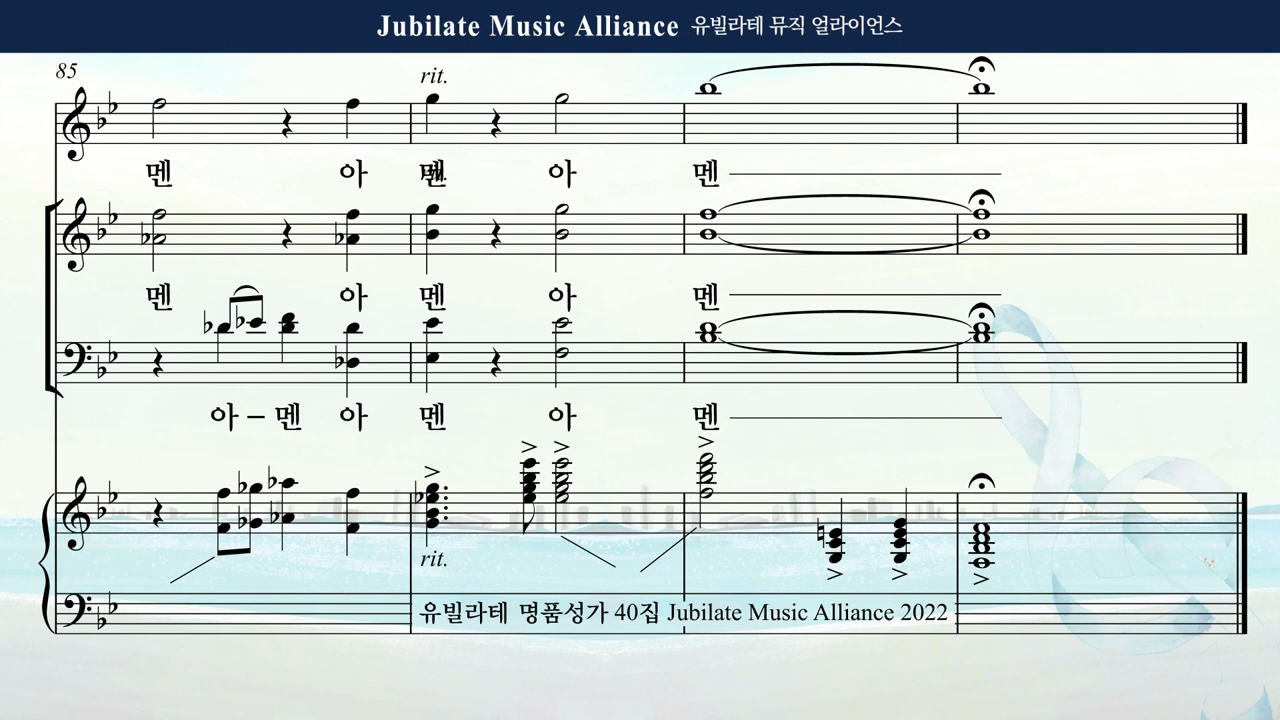 Jubilate Music Alliance 유빌라테 뮤직 얼라이언스
85
rit.
멘 아 멘 아 멘
멘 아 멘 아 멘
아 – 멘 아 멘 아 멘
rit.
유빌라테 명품성가 40집 Jubilate Music Alliance 2022